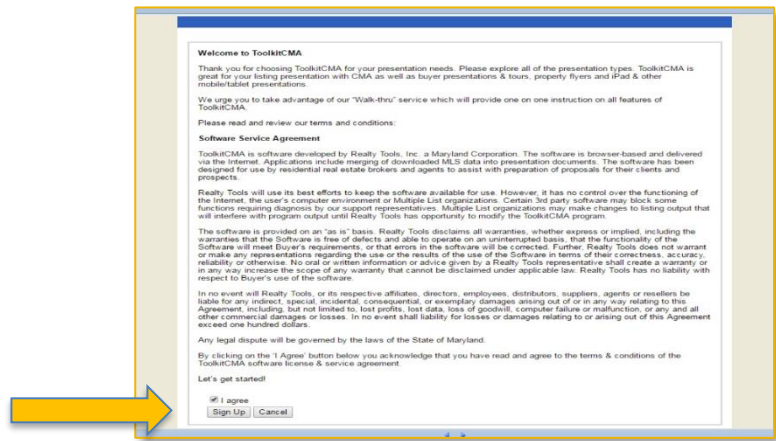 Welcome to ToolkitCMA
Thank you for choosing ToolkitCMA for your presentation needs. Please explore all of the presentation types. ToolkitCMA is
great for your listing presentation with CMA as well as buyer presentations & tours, property flyers and iPad & other
mobile/tablet presentations.
We urge you to take advantage of our "Walk-thru" service which will provide one on one instruction on all features of
ToolkitCMA.
Please read and review our terms and conditions:
Software Service Agreement
ToolkitCMA is software developed by Realty Tools, Inc. a Maryland Corporation. The software is browser-based and delivered
via the Internet. Applications include merging of downloaded MLS data into presentation documents. The software has been
designed for use by residential real estate brokers and agents to assist with preparation of proposals for their clients and
prospects.
Realty Tools will use its best efforts to keep the software available for use. However, it has no control over the functioning of
the Internet, the user's computer environment or Multiple List organizations. Certain 3rd party software may block some
functions requiring diagnosis by our support representatives. Multiple List organizations may make changes to listing output that
will interfere with program output until Realty Tools has opportunity to modify the ToolkitCMA program.
The software is provided on an "as is" basis. Realty Tools disclaims all warranties, whether express or implied, including the
warranties that the Software is free of defects and able to operate on an uninterrupted basis, that the functionality of the
Software will meet Buyer's requirements, or that errors in the software will be corrected. Further, Realty Tools does not warrant
or make any representations regarding the use or the results of the use of the Software in terms of their correctness, accuracy,
reliability or otherwise. No oral or written information or advice given by a Realty Tools representative shall create a warranty or
in any way increase the scope of any warranty that cannot be disclaimed under applicable law. Realty Tools has no liability with
respect to Buyer's use of the software.
In no event will Realty Tools, or its respective affiliates, directors, employees, distributors, suppliers, agents or resellers be
liable for any indirect, special, incidental, consequential, or exemplary damages arising out of or in any way relating to this
Agreement, including, but not limited to, lost profits, lost data, loss of goodwill, computer failure or malfunction, or any and all
other commercial damages or losses. In no event shall liability for losses or damages relating to or arising out of this Agreement
exceed one hundred dollars.
Any legal dispute will be governed by the laws of the State of Maryland.
By clicking on the 'I Agree' button below you acknowledge that you have read and agree to the terms & conditions of the
ToolkitCMA software license & service agreement.
Let's get started!
I agree
Sign Up Cancel